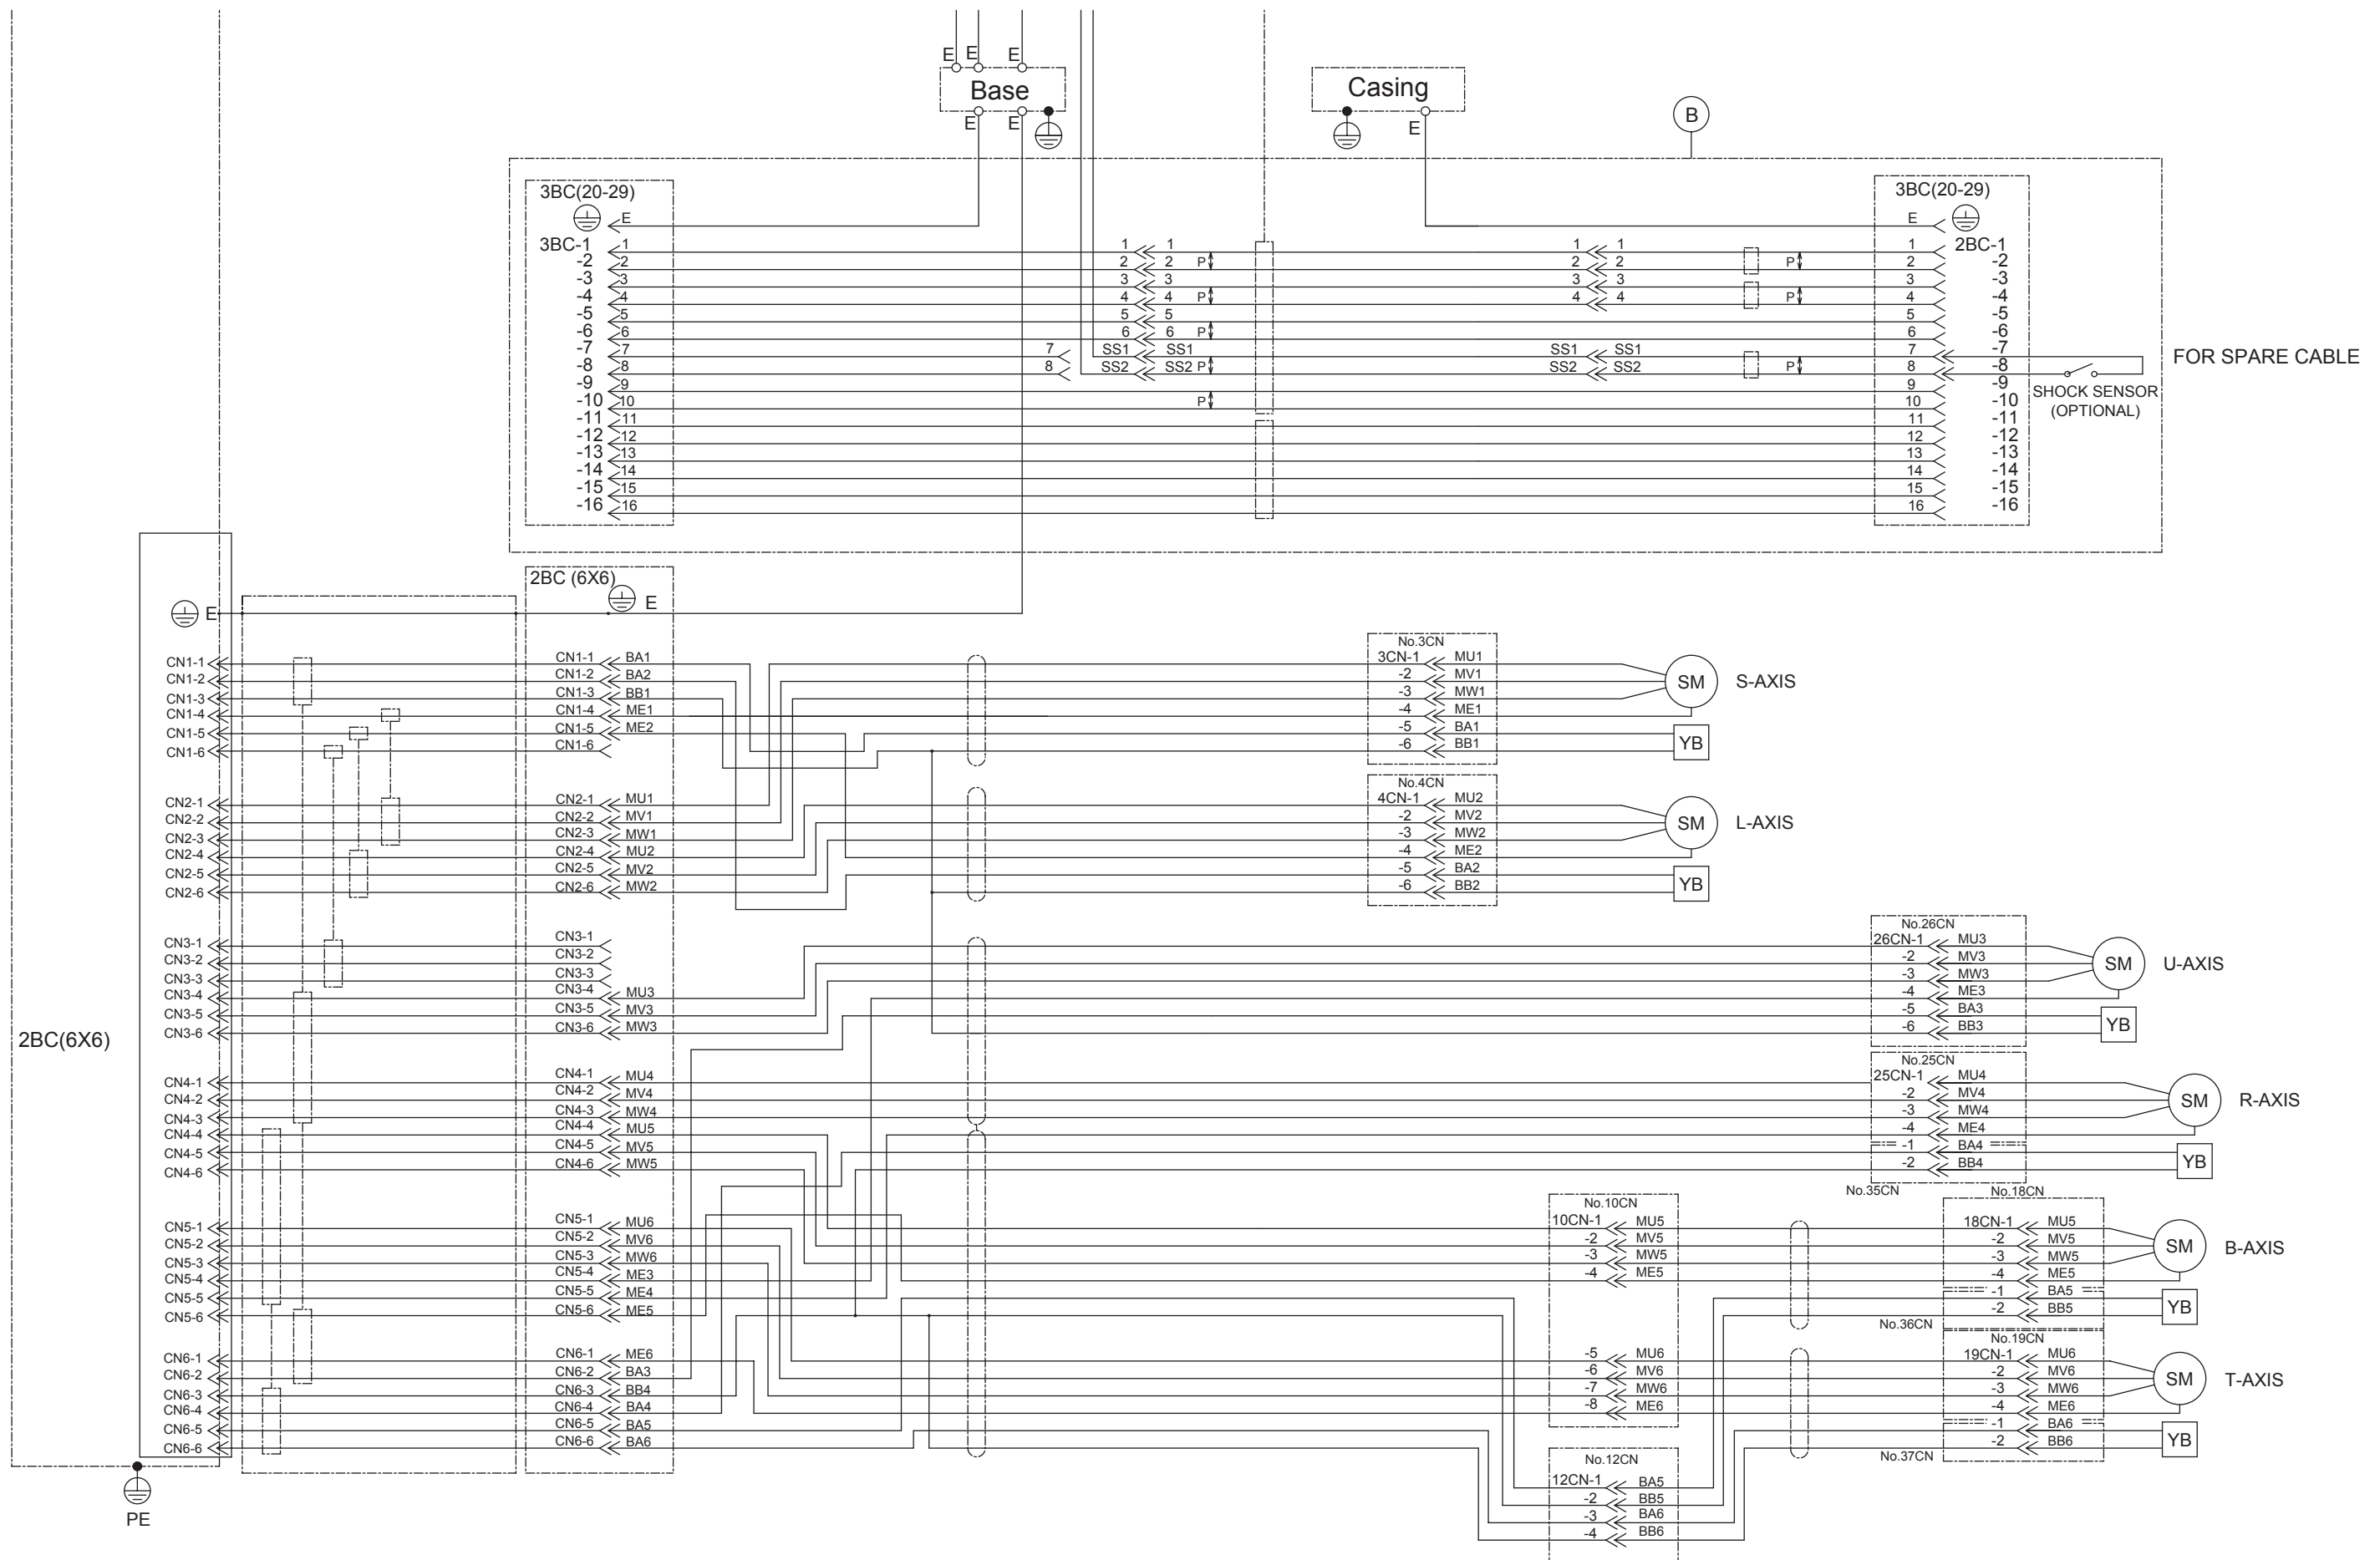 E E E
Base
E E
Casing
E
B
3BC(20-29)
E
3BC-1 1 1 1 1 1 1
-2 2 2 2 P 2 2 P 2
-3 3 3 3 3 3 3
-4 4 4 4 P 4 4 P 4
-5 5 5 5 5
-6 6 6 6 P 6
-7 7 7 SS1 SS1 SS1 SS1 7
-8 8 8 SS2 SS2 P SS2 SS2 P 8
-9 9 9
-10 10 P 10
-11 11 11
-12 12 12
-13 13 13
-14 14 14
-15 15 15
-16 16 16
3BC(20-29)
E
2BC-1
-2
-3
-4
-5
-6
-7
-8
-9
-10
-11
-12
-13
-14
-15
-16
SHOCK SENSOR
(OPTIONAL)
FOR SPARE CABLE
2BC(6X6)
E
2BC (6X6)
E
CN1-1 CN1-1 BA1
CN1-2 CN1-2 BA2
CN1-3 CN1-3 BB1
CN1-4 CN1-4 ME1
CN1-5 CN1-5 ME2
CN1-6 CN1-6
CN2-1 CN2-1 MU1
CN2-2 CN2-2 MV1
CN2-3 CN2-3 MW1
CN2-4 CN2-4 MU2
CN2-5 CN2-5 MV2
CN2-6 CN2-6 MW2
CN3-1 CN3-1
CN3-2 CN3-2
CN3-3 CN3-3
CN3-4 CN3-4 MU3
CN3-5 CN3-5 MV3
CN3-6 CN3-6 MW3
CN4-1 CN4-1 MU4
CN4-2 CN4-2 MV4
CN4-3 CN4-3 MW4
CN4-4 CN4-4 MU5
CN4-5 CN4-5 MV5
CN4-6 CN4-6 MW5
CN5-1 CN5-1 MU6
CN5-2 CN5-2 MV6
CN5-3 CN5-3 MW6
CN5-4 CN5-4 ME3
CN5-5 CN5-5 ME4
CN5-6 CN5-6 ME5
CN6-1 CN6-1 ME6
CN6-2 CN6-2 BA3
CN6-3 CN6-3 BB4
CN6-4 CN6-4 BA4
CN6-5 CN6-5 BA5
CN6-6 CN6-6 BA6
PE
No.3CN
3CN-1 MU1
-2 MV1
-3 MW1
-4 ME1
-5 BA1
-6 BB1
SM S-AXIS
YB
No.4CN
4CN-1 MU2
-2 MV2
-3 MW2
-4 ME2
-5 BA2
-6 BB2
SM L-AXIS
YB
No.26CN
26CN-1 MU3
-2 MV3
-3 MW3
-4 ME3
-5 BA3
-6 BB3
SM U-AXIS
YB
No.25CN
25CN-1 MU4
-2 MV4
-3 MW4
-4 ME4
-1 BA4
-2 BB4
No.35CN
SM R-AXIS
YB
No.10CN
10CN-1 MU5
-2 MV5
-3 MW5
-4 ME5
-5 MU6
-6 MV6
-7 MW6
-8 ME6
No.12CN
12CN-1 BA5
-2 BB5
-3 BA6
-4 BB6
No.18CN
18CN-1 MU5
-2 MV5
-3 MW5
-4 ME5
-1 BA5
-2 BB5
No.36CN
SM B-AXIS
YB
No.19CN
19CN-1 MU6
-2 MV6
-3 MW6
-4 ME6
-1 BA6
-2 BB6
No.37CN
SM T-AXIS
YB